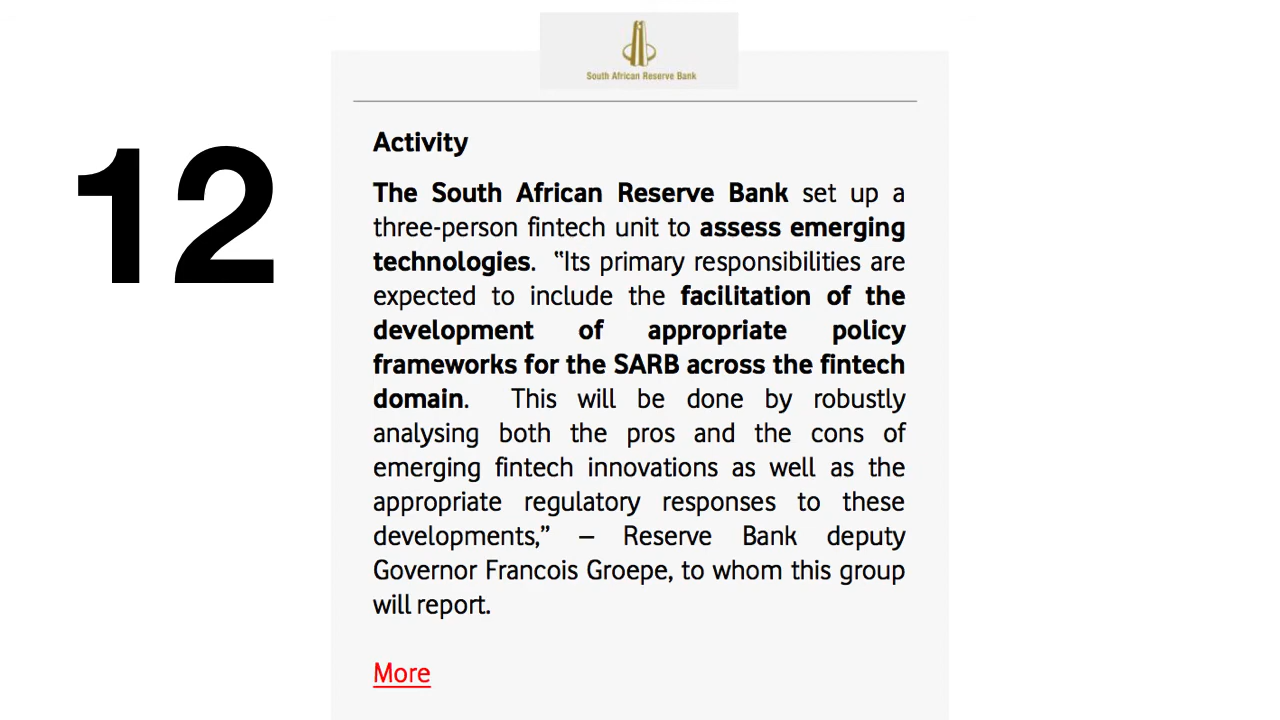 South African Reserve Bank
12
Activity
The South African Reserve Bank set up a
three-person fintech unit to assess emerging
technologies. “Its primary responsibilities are
expected to include the facilitation of the
development of appropriate policy
frameworks for the SARB across the fintech
domain. This will be done by robustly
analysing both the pros and the cons of
emerging fintech innovations as well as the
appropriate regulatory responses to these
developments,” – Reserve Bank deputy
Governor Francois Groepe, to whom this group
will report.
More